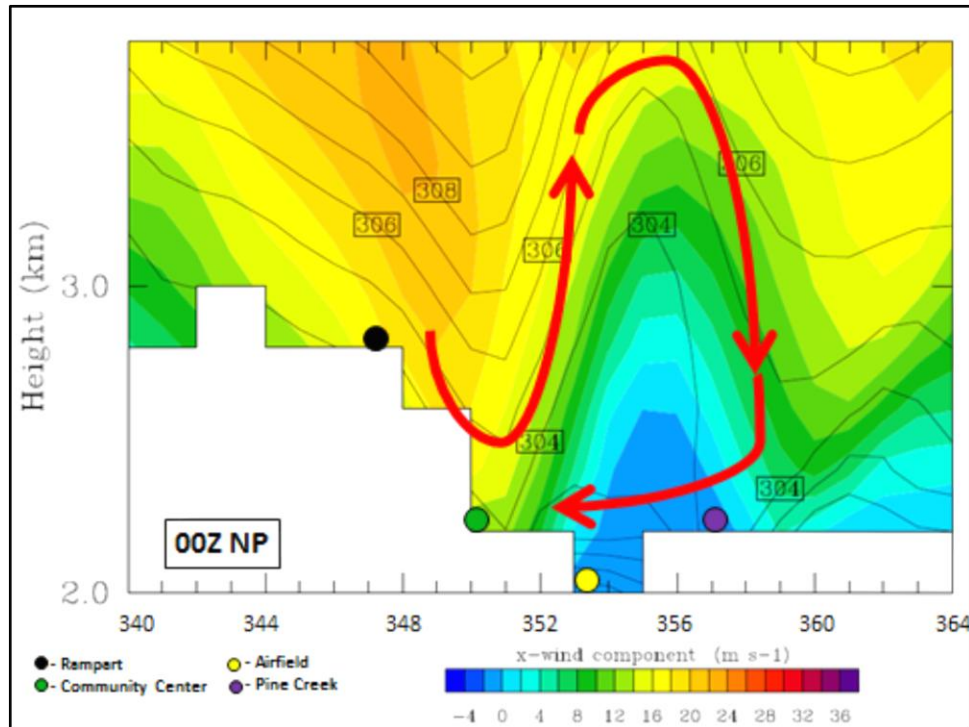 308
306
206
304
306
3.0
Height (km)
304
304
00Z NP
2.0
340 344 348 352 356 360 364
- Rampart
- Airfield
- Community Center
- Pine Creek
x-wind component (m s-1)
-4 0 4 8 12 16 20 24 28 32 36